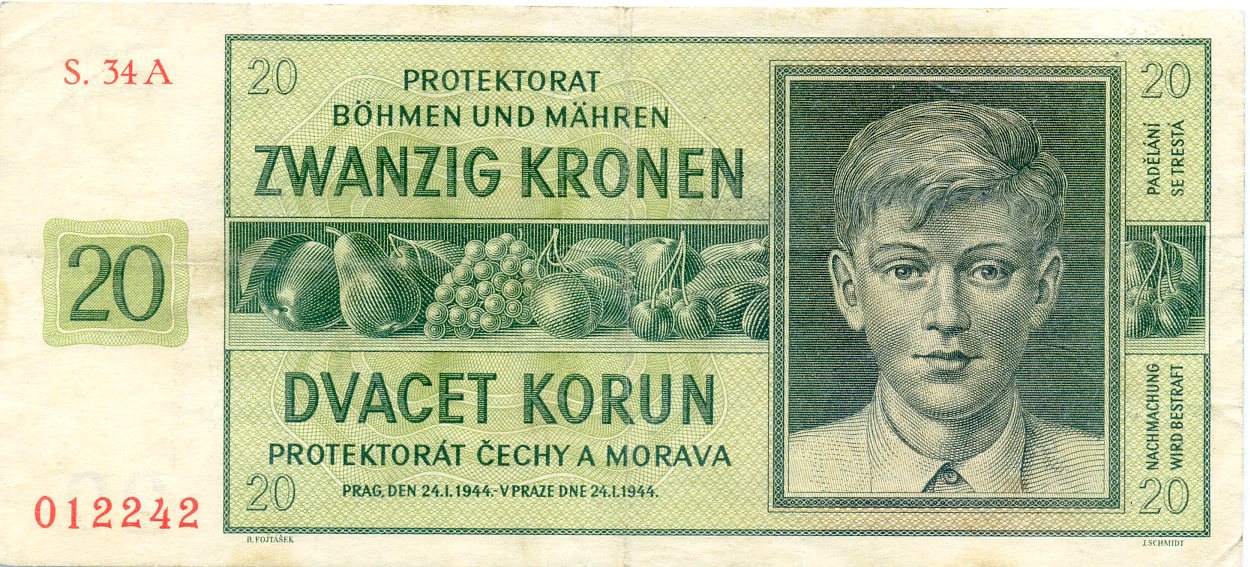 S. 34 A
20
PROTEKTORAT
BÖHMEN UND MÄHREN
ZWANZIG KRONEN
20
PADĚLÁNÍ
SE TRESTÁ
20
DVACET KORUN
PROTEKTORÁT ČECHY A MORAVA
20
PRAG, DEN 24.I.1944.-V PRAZE DNE 24.I.1944.
NACHMACHUNG
WIRD BESTRAFT
20
012242
B. FOJTÁŠEK
J. SCHMIDT